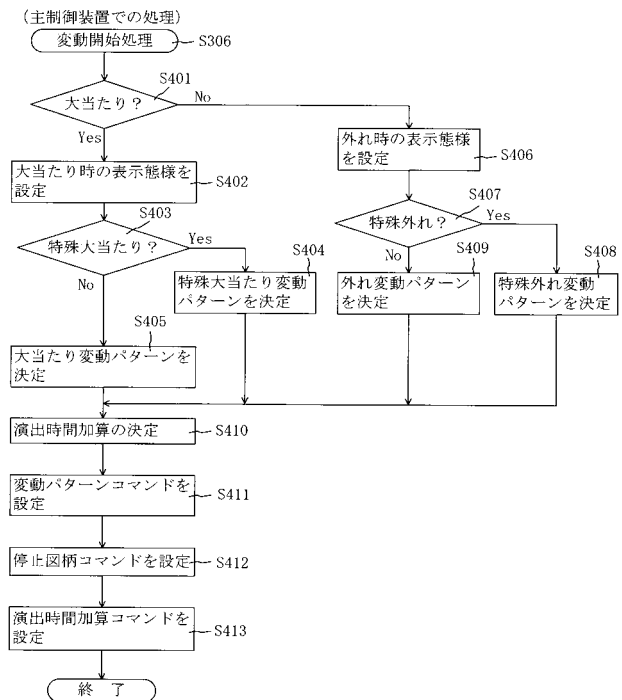 (主制御装置での処理)
変動開始処理
S306
S401
大当たり?
No
Yes
大当たり時の表示態様を
設定
S402
外れ時の表示態様
を設定
S406
S403
特殊大当たり?
Yes
No
S407
特殊外れ?
Yes
No
S404
特殊大当たり変動
パターンを決定
S409
外れ変動パターン
を決定
S408
特殊外れ変動
パターンを決定
S405
大当たり変動パターンを
決定
演出時間加算の決定
S410
変動パターンコマンドを
設定
S411
停止図柄コマンドを設定
S412
演出時間加算コマンドを
設定
S413
終 了